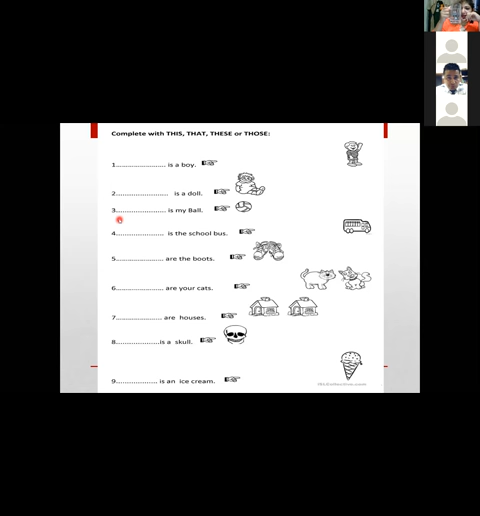 Complete with THIS, THAT, THESE or THOSE:
1.......................... is a boy.
2........................... is a doll.
3.......................... is my Ball.
4......................... is the school bus.
5......................... are the boots.
6......................... are your cats.
7........................ are houses.
8......................is a skull.
9..................... is an ice cream.